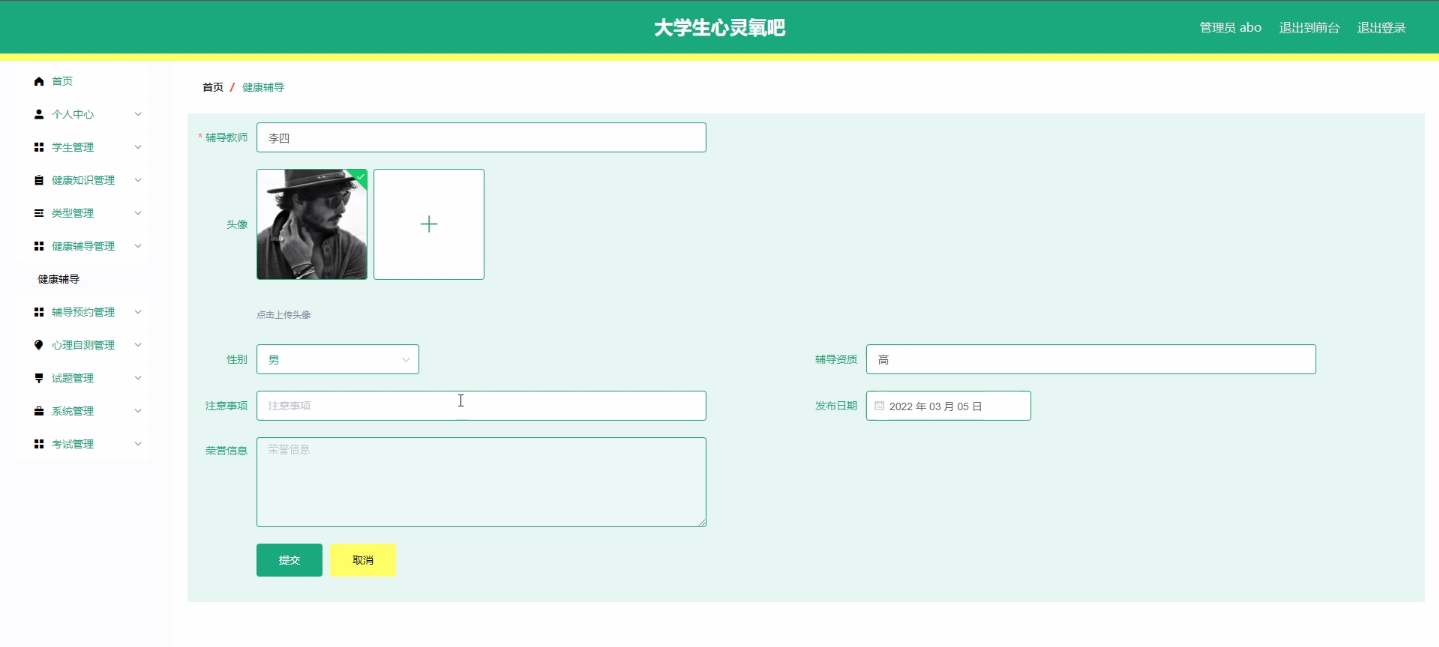 大学生心灵氧吧
管理员 abo 退出到前台 退出登录
首页
个人中心
学生管理
健康知识管理
类型管理
健康辅导管理
健康辅导
辅导预约管理
心理自测管理
试题管理
系统管理
考试管理
首页 / 健康辅导
* 辅导教师 李四
头像
点击上传头像
性别 男
辅导资质 高
注意事项 注意事项
发布日期 2022 年 03 月 05 日
荣誉信息 荣誉信息
提交 取消